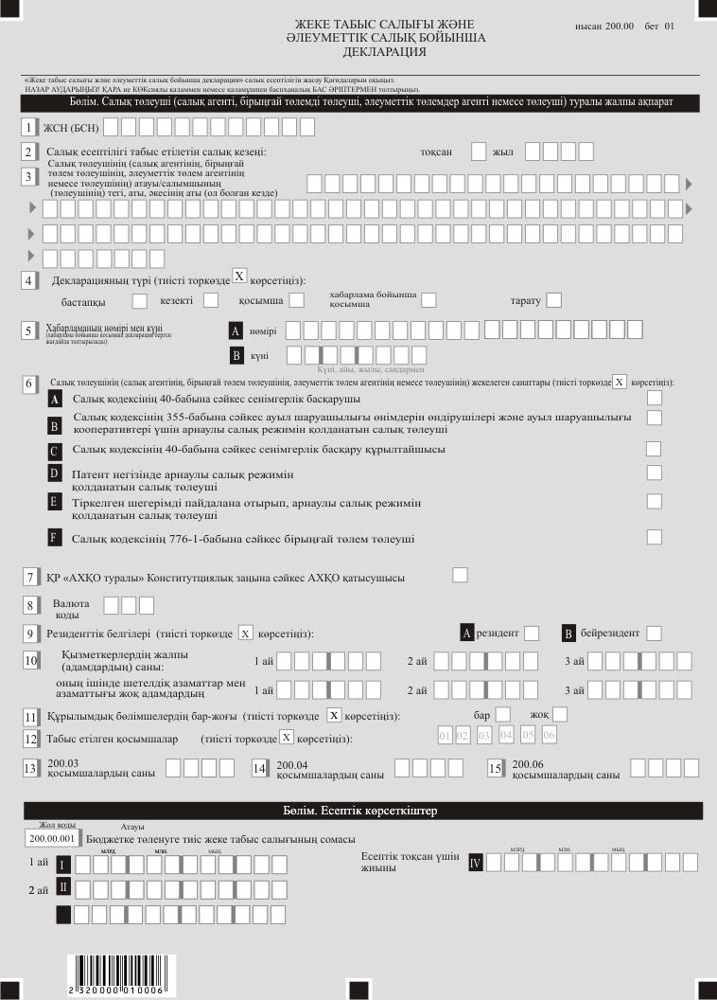 ЖЕКЕ ТАБЫС САЛЫҒЫ ЖӘНЕ
ӘЛЕУМЕТТІК САЛЫҚ БОЙЫНША
ДЕКЛАРАЦИЯ
нысан 200.00 бет 01
«Жеке табыс салығы және әлеуметтік салық бойынша декларация» салық есептілігін жасау Қағидаларын оқыңыз.
НАЗАР АУДАРЫҢЫЗ! ҚАРА не КӨКсиялы қаламмен немесе қаламұшпен баспханалық БАС ӘРІПТЕРМЕН толтырыңыз.
Бөлім. Салық төлеуші (салық агенті, бірыңғай төлемді төлеуші, әлеуметтік төлемдер агенті немесе төлеуші) туралы жалпы ақпарат
1 ЖСН (БСН)
2 Салық есептілігі табыс етілетін салық кезеңі: тоқсан жыл
3 Салық төлеушінің (салық агентінің, бірыңғай
төлем төлеушінің, әлеуметтік төлем агентінің
немесе төлеушінің) атауы/салымшының
(төлеушінің) тегі, аты, әкесінің аты (ол болған кезде)
4 Декларацияның түрі (тиісті торкөзде X көрсетіңіз):
бастапқы кезекті қосымша хабарлама бойынша
қосымша тарату
5 Хабарламаның нөмірі мен күні A нөмірі
(хабарлама бойынша қосымша декларация берген
жағдайда толтырылады):
B күні
Күні, айы, жылы, сандармен
6 Салық төлеушінің (салық агентінің, бірыңғай төлем төлеушінің, әлеуметтік төлем агентінің немесе төлеушінің) жекелеген санаттары (тиісті торкөзде X көрсетіңіз):
A Салық кодексінің 40-бабына сәйкес сенімгерлік басқарушы
B Салық кодексінің 355-бабына сәйкес ауыл шаруашылығы өнімдерін өндірушілері және ауыл шаруашылығы
кооперативтері үшін арнаулы салық режимін қолданатын салық төлеуші
C Салық кодексінің 40-бабына сәйкес сенімгерлік басқару құрылтайшысы
D Патент негізінде арнаулы салық режимін
қолданатын салық төлеуші
E Тіркелген шегерімді пайдалана отырып, арнаулы салық режимін
қолданатын салық төлеуші
F Салық кодексінің 776-1-бабына сәйкес бірыңғай төлем төлеуші
7 ҚР «АХҚО туралы» Конституциялық заңына сәйкес АХҚО қатысушысы
8 Валюта
коды
9 Резиденттік белгілері (тиісті торкөзде X көрсетіңіз): A резидент B бейрезидент
10 Қызметкерлердің жалпы
(адамдардың) саны: 1 ай 2 ай 3 ай
оның ішінде шетелдік азаматтар мен
азаматтығы жоқ адамдардың 1 ай 2 ай 3 ай
11 Құрылымдық бөлімшелердің бар-жоғы (тиісті торкөзде X көрсетіңіз): бар жоқ
12 Табыс етілген қосымшалар (тиісті торкөзде X көрсетіңіз): 01 02 03 04 05 06
13 200.03
қосымшалардың саны
14 200.04
қосымшалардың саны
15 200.06
қосымшалардың саны
Бөлім. Есептік көрсеткіштер
Жол коды Атауы
200.00.001 Бюджетке төленуге тиіс жеке табыс салығының сомасы
млрд. млн. мың.
1 ай I
Есептік тоқсан үшін
жиыны IV млрд. млн. мың.
2 ай II
2 320000 010006